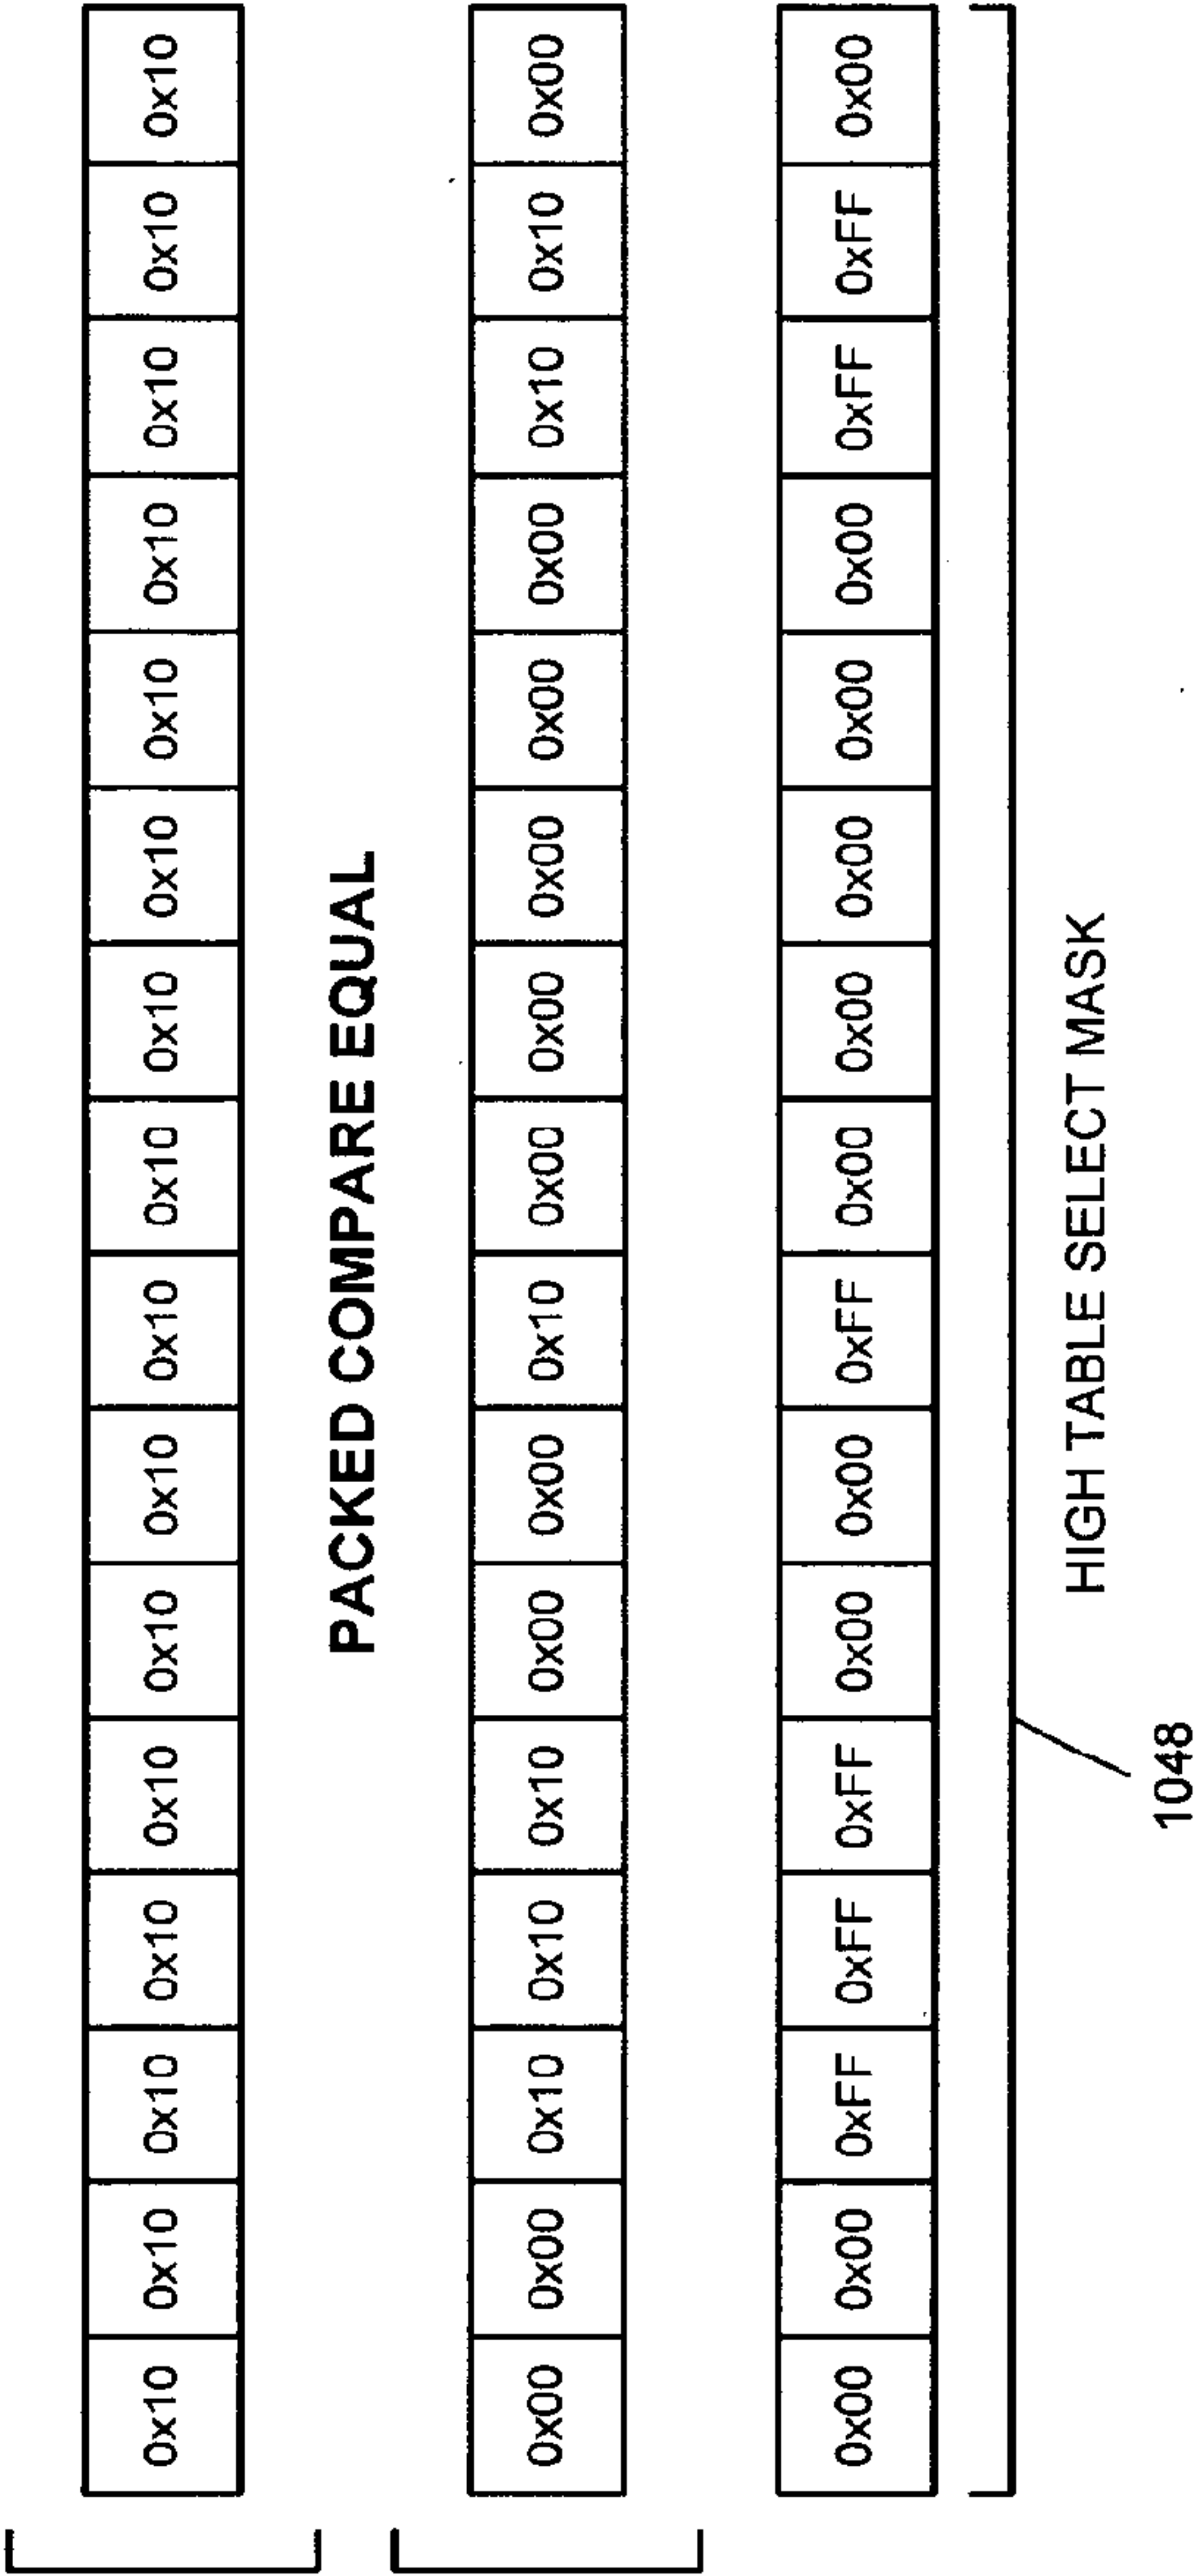 0x10 0x10 0x10 0x10 0x10 0x10 0x10 0x10 0x10 0x10 0x10 0x10 0x10 0x10 0x10 0x10
PACKED COMPARE EQUAL
0x00 0x00 0x10 0x10 0x10 0x00 0x00 0x10 0x00 0x00 0x00 0x00 0x00 0x10 0x10 0x00
0x00 0x00 0xFF 0xFF 0xFF 0x00 0x00 0xFF 0x00 0x00 0x00 0x00 0x00 0xFF 0xFF 0x00
HIGH TABLE SELECT MASK
1048